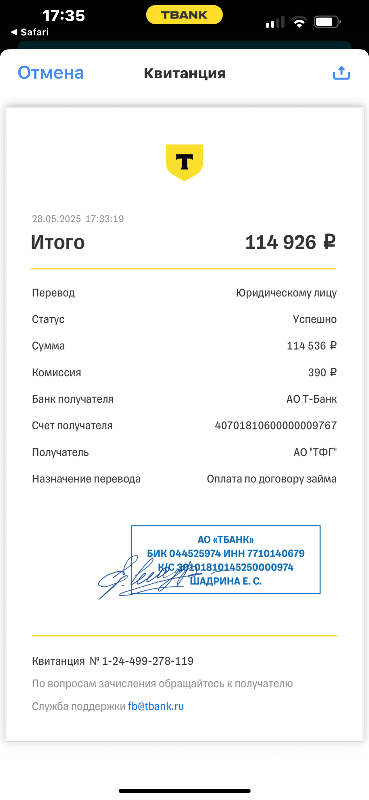 17:35
TBANK
Safari
Отмена
Квитанция
28.05.2025 17:33:19
Итого 114 926 ₽
Перевод Юридическому лицу
Статус Успешно
Сумма 114 536 ₽
Комиссия 390 ₽
Банк получателя АО Т-Банк
Счет получателя 40701810600000009767
Получатель АО "ТФГ"
Назначение перевода Оплата по договору займа
АО «ТБАНК»
БИК 044525974 ИНН 7710140679
К/С 30101810145250000974
ШАДРИНА Е. С.
Квитанция № 1-24-499-278-119
По вопросам зачисления обращайтесь к получателю
Служба поддержки fb@tbank.ru